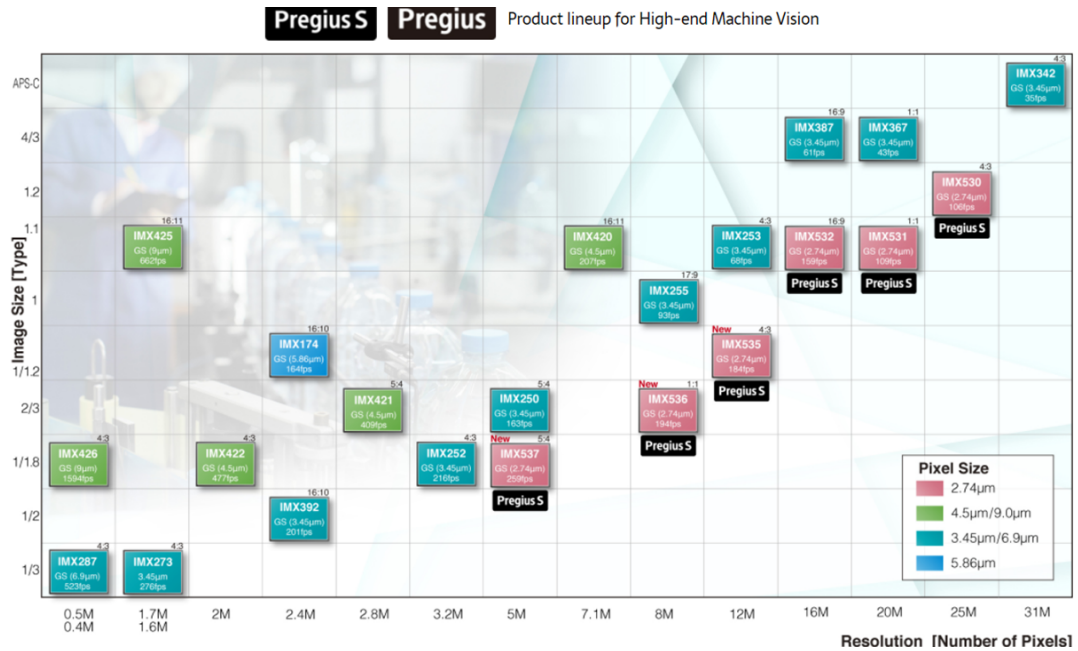 Pregius S Pregius Product lineup for High-end Machine Vision
Image Size [Type]
APS-C
4:3
IMX342
GS (3.45μm)
35fps
4/3
16:9
IMX387
GS (3.45μm)
61fps
1:1
IMX367
GS (3.45μm)
43fps
1.2
4:3
IMX530
GS (2.74μm)
106fps
Pregius S
1.1
16:11
IMX425
GS (9μm)
662fps
16:11
IMX420
GS (4.5μm)
207fps
4:3
IMX253
GS (3.45μm)
68fps
16:9
IMX532
GS (2.74μm)
159fps
Pregius S
1:1
IMX531
GS (2.74μm)
109fps
Pregius S
1
17:9
IMX255
GS (3.45μm)
93fps
1/1.2
16:10
IMX174
GS (5.86μm)
164fps
New 4:3
IMX535
GS (2.74μm)
184fps
Pregius S
2/3
5:4
IMX421
GS (4.5μm)
409fps
5:4
IMX250
GS (3.45μm)
163fps
New 1:1
IMX536
GS (2.74μm)
194fps
Pregius S
1/1.8
4:3
IMX426
GS (9μm)
1594fps
4:3
IMX422
GS (4.5μm)
477fps
4:3
IMX252
GS (3.45μm)
216fps
New 5:4
IMX537
GS (2.74μm)
259fps
Pregius S
1/2
16:10
IMX392
GS (3.45μm)
201fps
1/3
4:3
IMX287
GS (6.9μm)
523fps
4:3
IMX273
3.45μm
276fps
Pixel Size
2.74μm
4.5μm/9.0μm
3.45μm/6.9μm
5.86μm
0.5M 1.7M 2M 2.4M 2.8M 3.2M 5M 7.1M 8M 12M 16M 20M 25M 31M
0.4M 1.6M
Resolution [Number of Pixels]